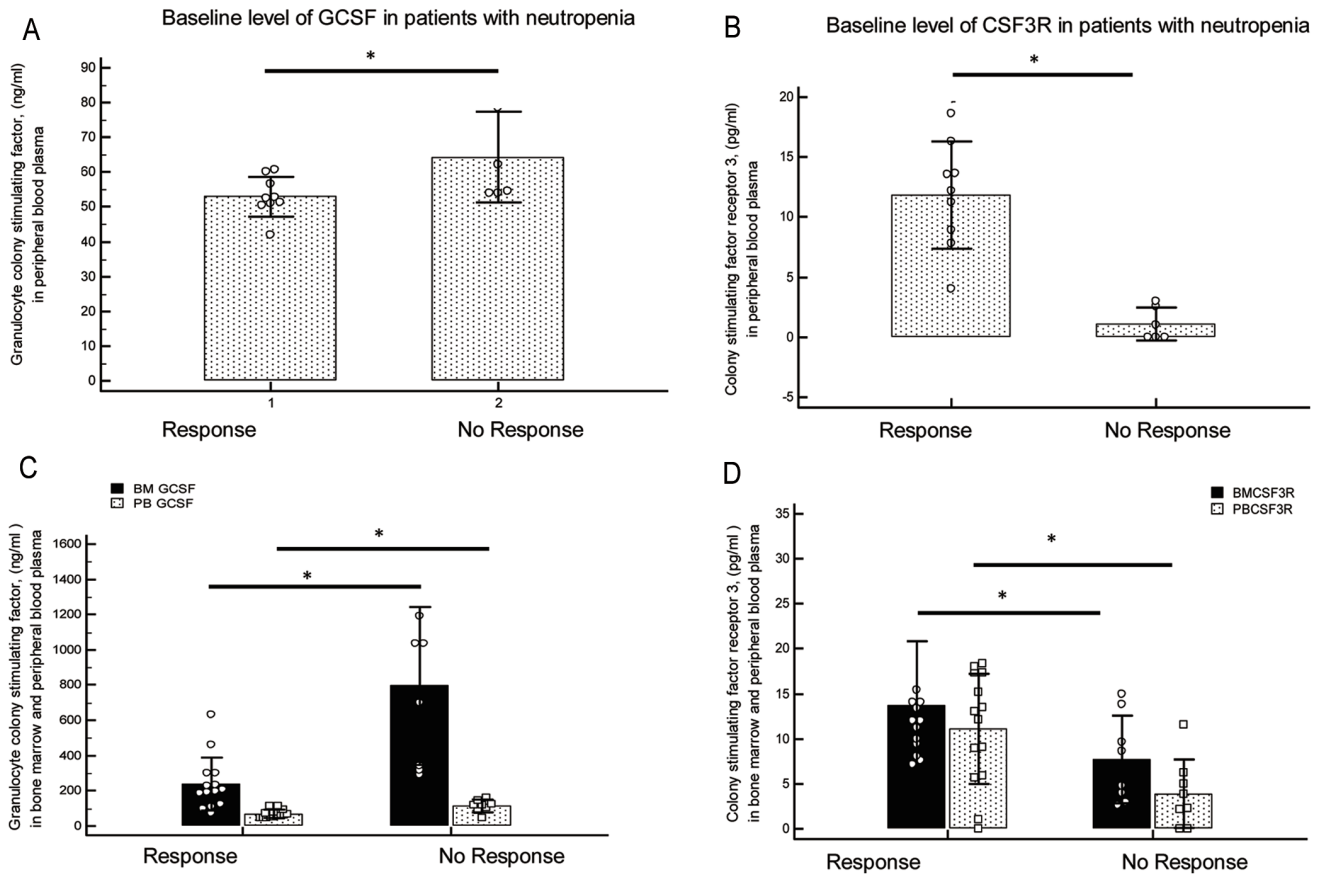 A
Baseline level of GCSF in patients with neutropenia
*
Granulocyte colony stimulating factor, (ng/ml)
in peripheral blood plasma
90
80
70
60
50
40
30
20
10
0
1
2
Response
No Response
B
Baseline level of CSF3R in patients with neutropenia
*
Colony stimulating factor receptor 3, (pg/ml)
in peripheral blood plasma
20
15
10
5
0
-5
Response
No Response
C
BM GCSF
PB GCSF
*
*
Granulocyte colony stimulating factor, (ng/ml )
in bone marrow and peripheral blood plasma
1600
1400
1200
1000
800
600
400
200
0
Response
No Response
D
BMCSF3R
PBCSF3R
*
*
Colony stimulating factor receptor 3, (pg/ml )
in bone marrow and peripheral blood plasma
35
30
25
20
15
10
5
0
Response
No Response